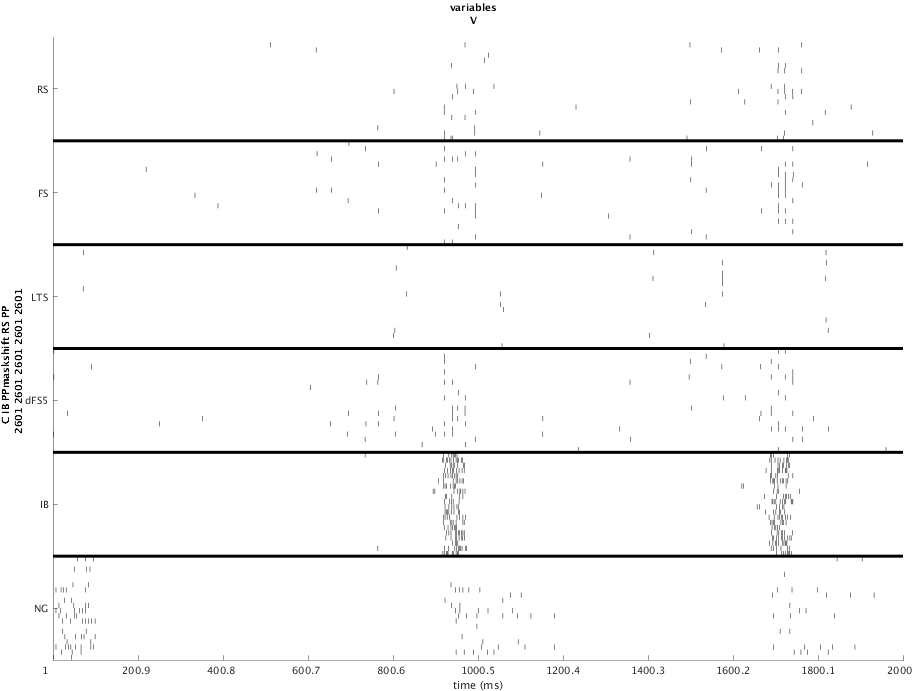 variables
V
C IB PPmaskshift RS PP
2601 2601 2601 2601 2601
RS
FS
LTS
dFS5
IB
NG
1 200.9 400.8 600.7 800.6 1000.5 1200.4 1400.3 1600.2 1800.1 2000
time (ms)